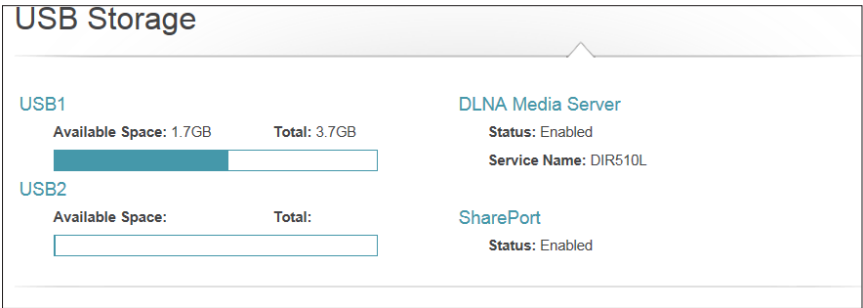 USB Storage
USB1
Available Space: 1.7GB Total: 3.7GB
USB2
Available Space: Total:
DLNA Media Server
Status: Enabled
Service Name: DIR510L
SharePort
Status: Enabled